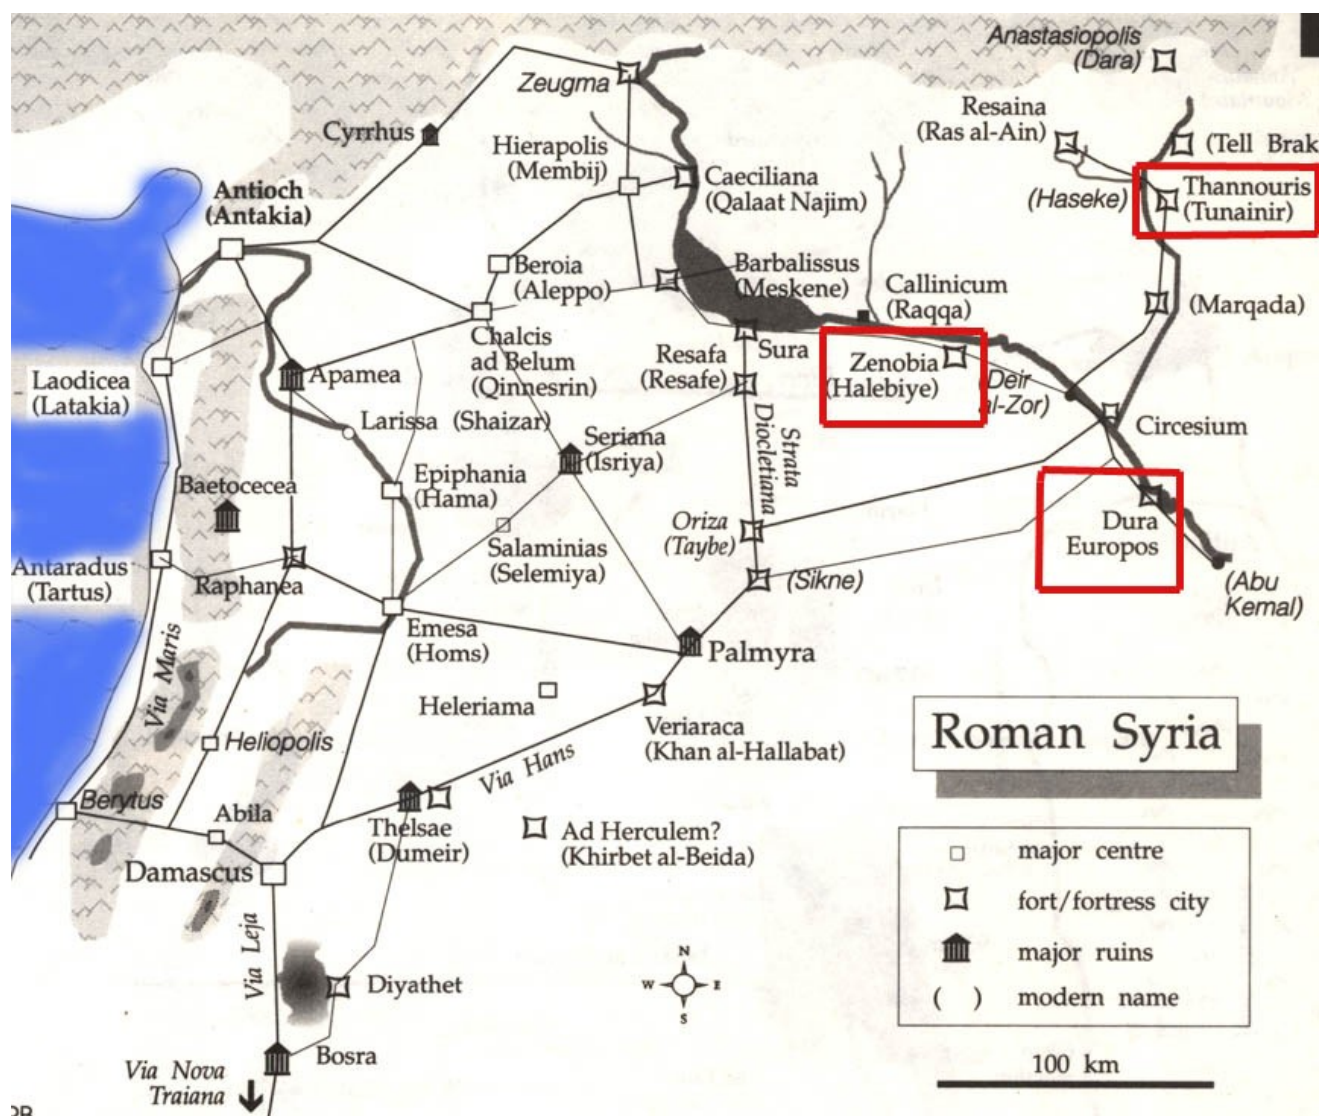 Anastasiopolis
(Dara)
Zeugma
Resaina
(Ras al-Ain)
Cyrrhus
Hierapolis
(Membij)
(Tell Brak
Caeciliana
(Qalaat Najim)
Thannouris
(Tunainir)
(Haseke)
Antioch
(Antakia)
Beroia
(Aleppo)
Barbalissus
(Meskene)
Callinicum
(Raqqa)
(Marqada)
Chalcis
ad Belum
(Qinnesrin)
Resafa
(Resafe)
Sura
Zenobia
(Halebiye)
(Deir
al-Zor)
Laodicea
(Latakia)
Apamea
Larissa (Shaizar)
Strata
Diocletiana
Circesium
Seriana
(Isriya)
Epiphania
(Hama)
Baetocecea
Oriza
(Taybe)
Dura
Europos
Salaminias
(Selemiya)
Antaradus
(Tartus)
Raphanea
(Sikne)
(Abu
Kemal)
Emesa
(Homs)
Via Maris
Palmyra
Heleriama
Veriaraca
(Khan al-Hallabat)
Heliopolis
Via Hans
Roman Syria
Berytus
Abila
Thelsae
(Dumeir)
Ad Herculem?
(Khirbet al-Beida)
Damascus
major centre
fort/fortress city
major ruins
( ) modern name
Via Leja
Diyathet
N
W E
S
Bosra
Via Nova
Traiana
100 km